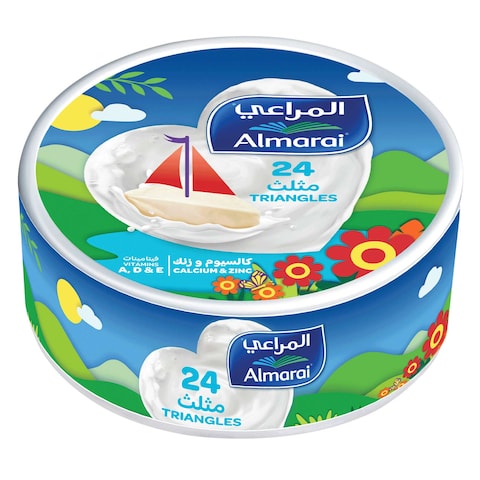 المراعي
Almarai
24
مثلث
TRIANGLES
فيتامينات
VITAMINS
A, D & E
كالسيوم و زنك
CALCIUM & ZINC
المراعي
Almarai
24
مثلث
TRIANGLES